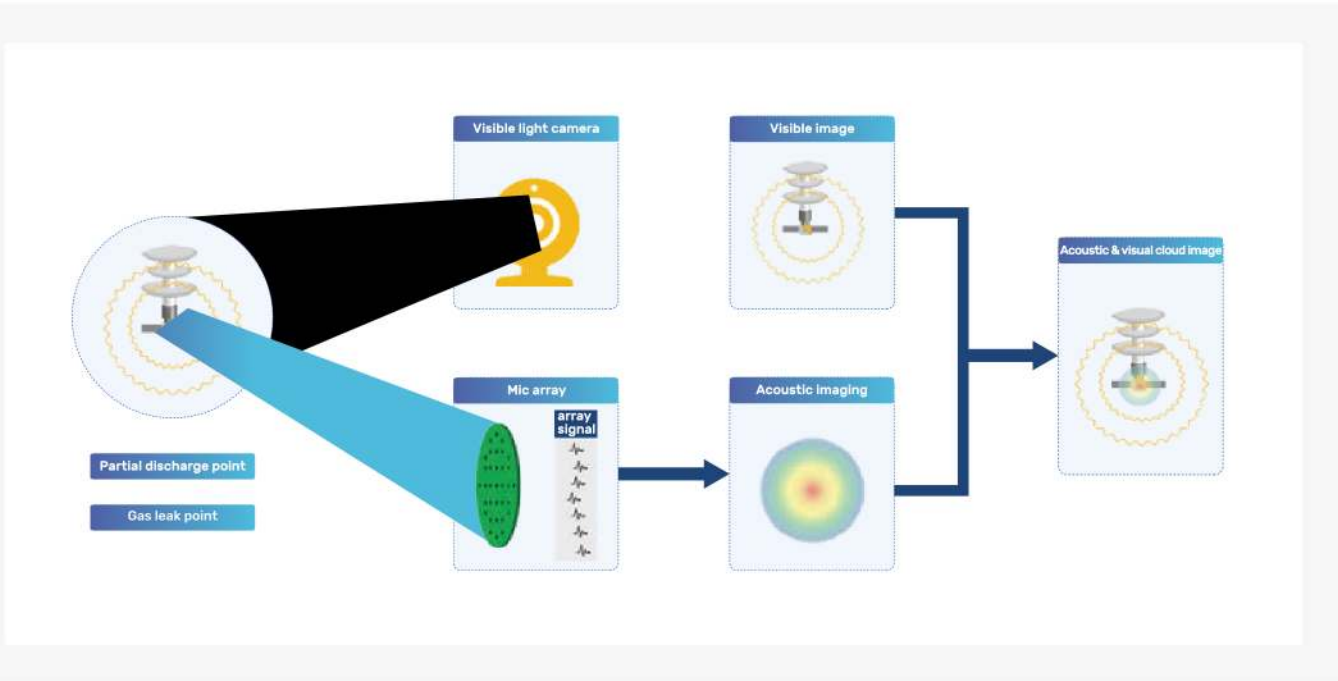 Visible light camera
Visible image
Acoustic & visual cloud image
Mic array
array
signal
Acoustic imaging
Partial discharge point
Gas leak point